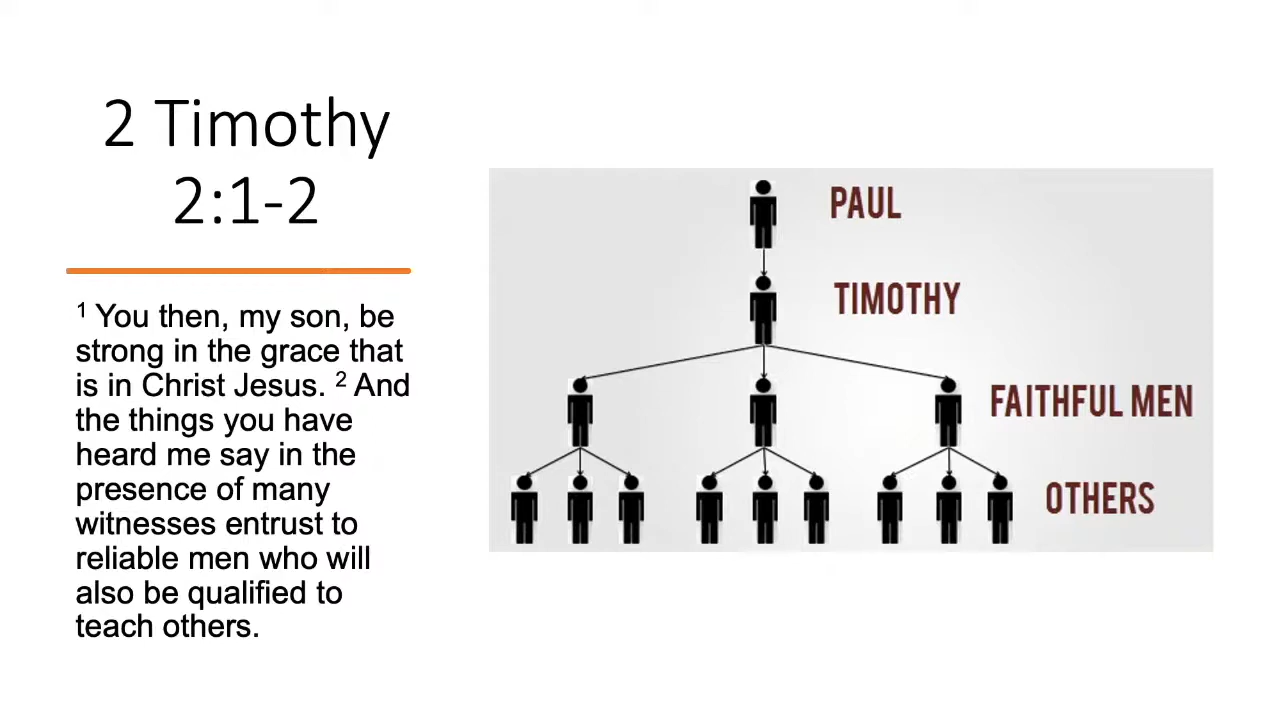 2 Timothy
2:1-2
¹ You then, my son, be
strong in the grace that
is in Christ Jesus. ² And
the things you have
heard me say in the
presence of many
witnesses entrust to
reliable men who will
also be qualified to
teach others.
PAUL
TIMOTHY
FAITHFUL MEN
OTHERS